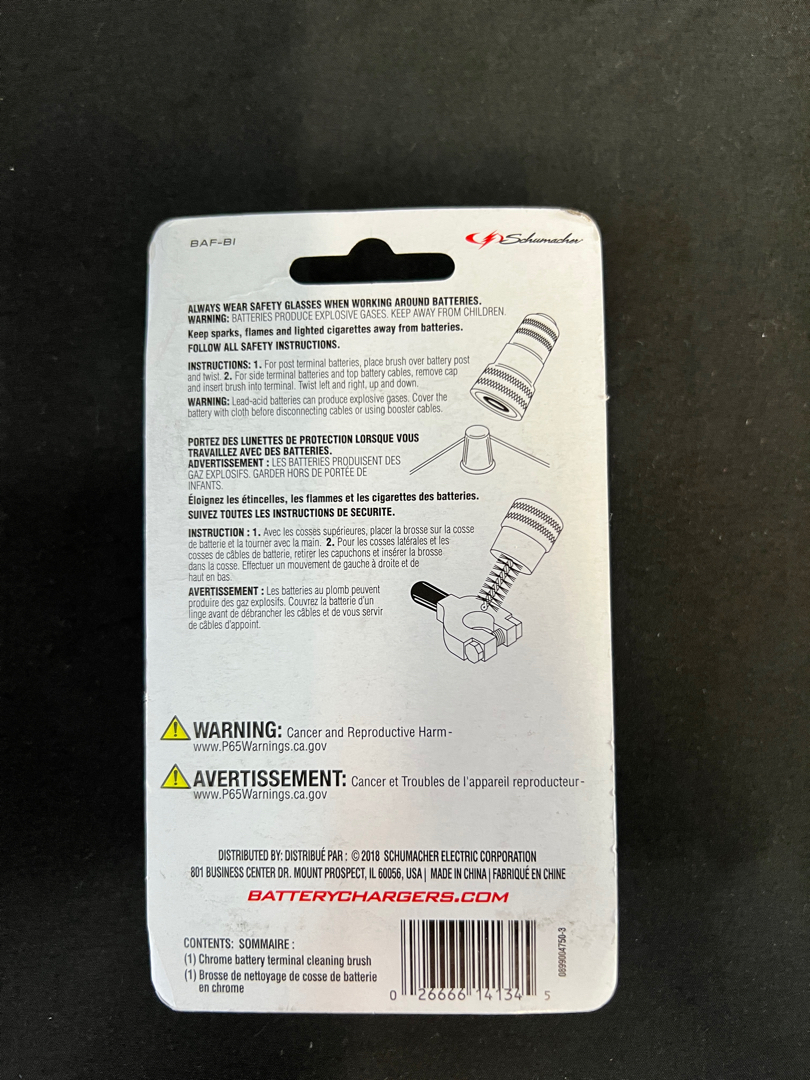 BAF-B1
Schumacher
ALWAYS WEAR SAFETY GLASSES WHEN WORKING AROUND BATTERIES.
WARNING: BATTERIES PRODUCE EXPLOSIVE GASES. KEEP AWAY FROM CHILDREN.
Keep sparks, flames and lighted cigarettes away from batteries.
FOLLOW ALL SAFETY INSTRUCTIONS.
INSTRUCTIONS: 1. For post terminal batteries, place brush over battery post
and twist. 2. For side terminal batteries and top battery cables, remove cap
and insert brush into terminal. Twist left and right, up and down.
WARNING: Lead-acid batteries can produce explosive gases. Cover the
battery with cloth before disconnecting cables or using booster cables.
PORTEZ DES LUNETTES DE PROTECTION LORSQUE VOUS
TRAVAILLEZ AVEC DES BATTERIES.
ADVERTISSEMENT : LES BATTERIES PRODUISENT DES
GAZ EXPLOSIFS. GARDER HORS DE PORTÉE DE
INFANTS.
Éloignez les étincelles, les flammes et les cigarettes des batteries.
SUIVEZ TOUTES LES INSTRUCTIONS DE SECURITE.
INSTRUCTION : 1. Avec les cosses supérieures, placer la brosse sur la cosse
de batterie et la tourner avec la main. 2. Pour les cosses latérales et les
cosses de câbles de batterie, retirer les capuchons et insérer la brosse
dans la cosse. Effectuer un mouvement de gauche à droite et de
haut en bas.
AVERTISSEMENT : Les batteries au plomb peuvent
produire des gaz explosifs. Couvrez la batterie d'un
linge avant de débrancher les câbles et de vous servir
de câbles d'appoint.
WARNING: Cancer and Reproductive Harm-
www.P65Warnings.ca.gov
AVERTISSEMENT: Cancer et Troubles de l'appareil reproducteur-
www.P65Warnings.ca.gov
DISTRIBUTED BY: DISTRIBUÉ PAR : ©2018 SCHUMACHER ELECTRIC CORPORATION
801 BUSINESS CENTER DR. MOUNT PROSPECT, IL 60056, USA | MADE IN CHINA | FABRIQUÉ EN CHINE
BATTERYCHARGERS.COM
CONTENTS: SOMMAIRE :
(1) Chrome battery terminal cleaning brush
(1) Brosse de nettoyage de cosse de batterie
en chrome
0 26666 14134 5
0899004750-3